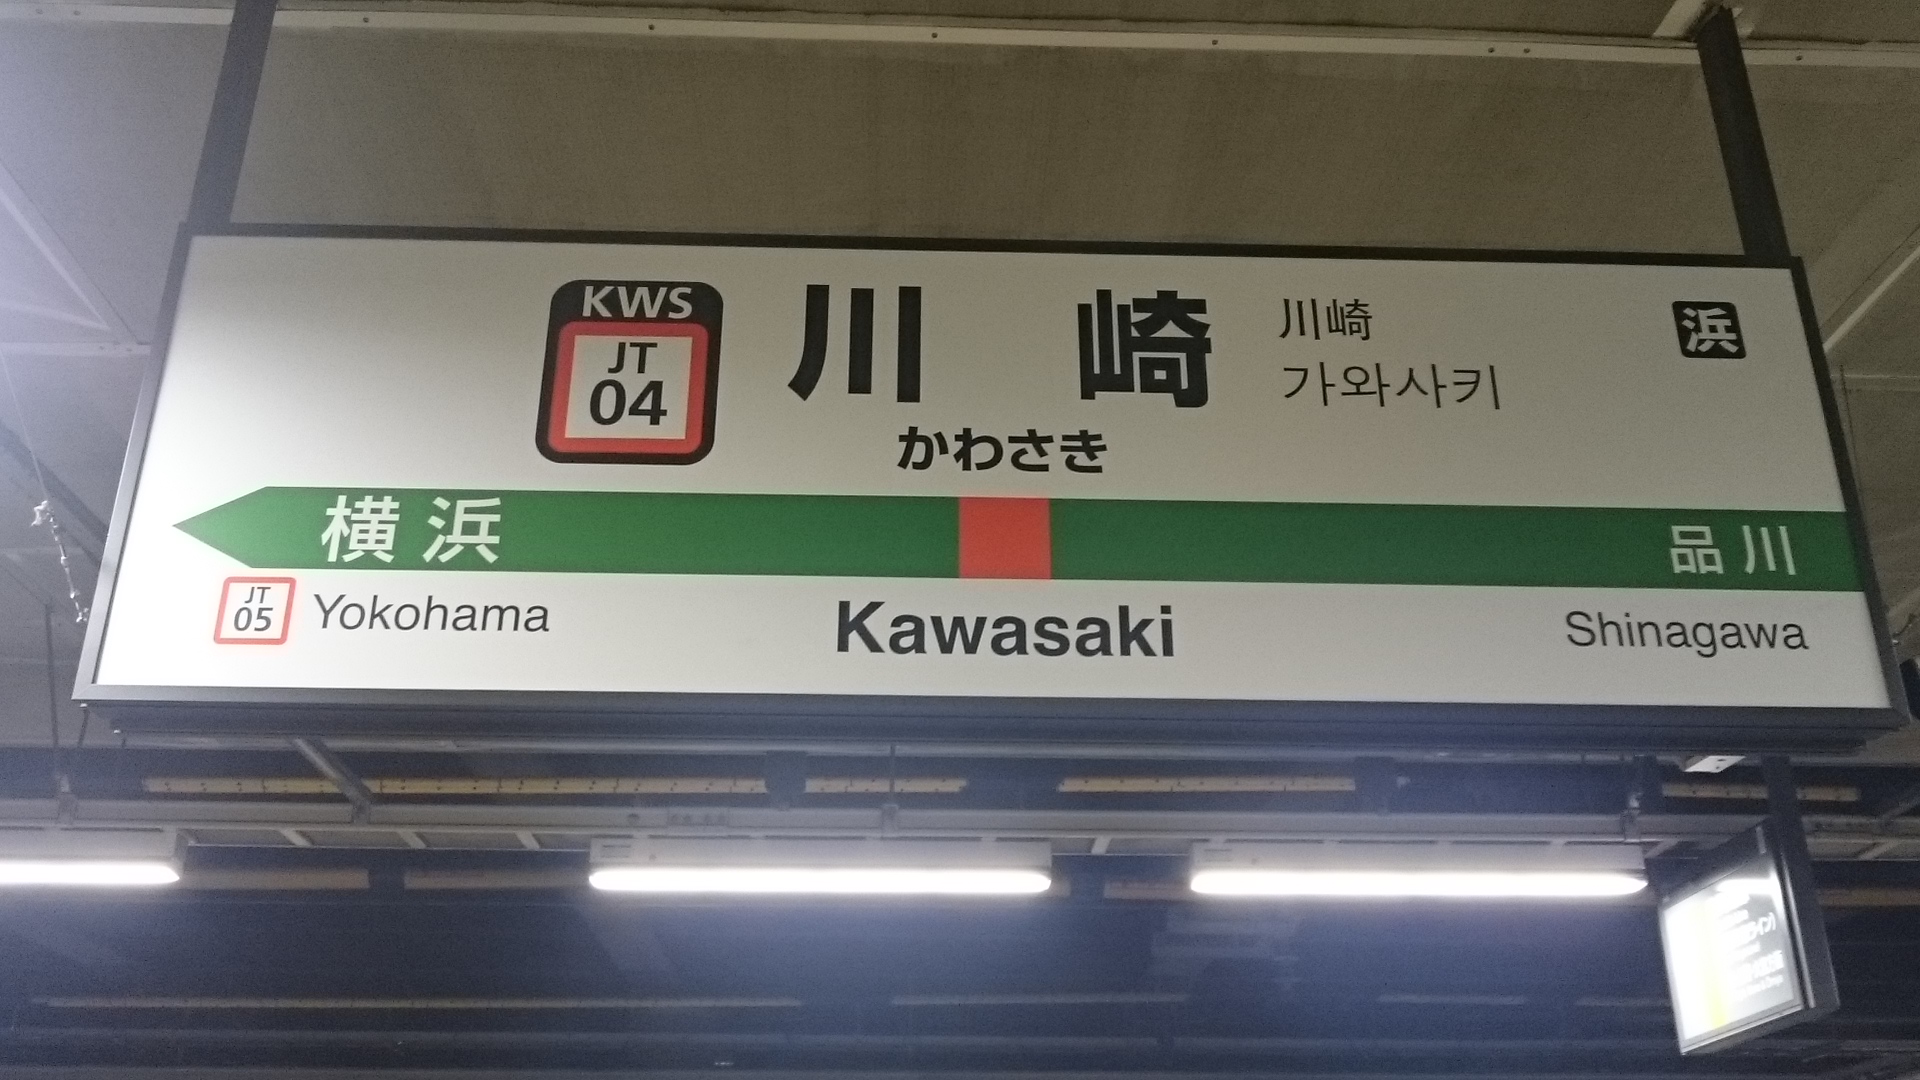 KWS
JT
04
川崎
川崎
가와사키
浜
かわさき
横浜
品川
JT
05
Yokohama
Kawasaki
Shinagawa